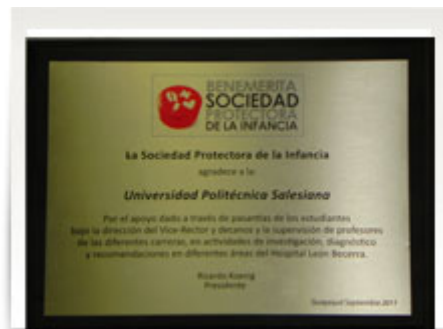 BENEMÉRITA
SOCIEDAD
PROTECTORA
DE LA INFANCIA
La Sociedad Protectora de la Infancia
agradece a la
Universidad Politécnica Salesiana
Por el apoyo dado a través de pasantías de los estudiantes
bajo la dirección del Vice-Rector y decanos y la supervisión de profesores
de las diferentes carreras, en actividades de investigación, diagnóstico
y recomendaciones en diferentes áreas del Hospital León Becerra.
Ricardo Koenig
Presidente
Septiembre 2011